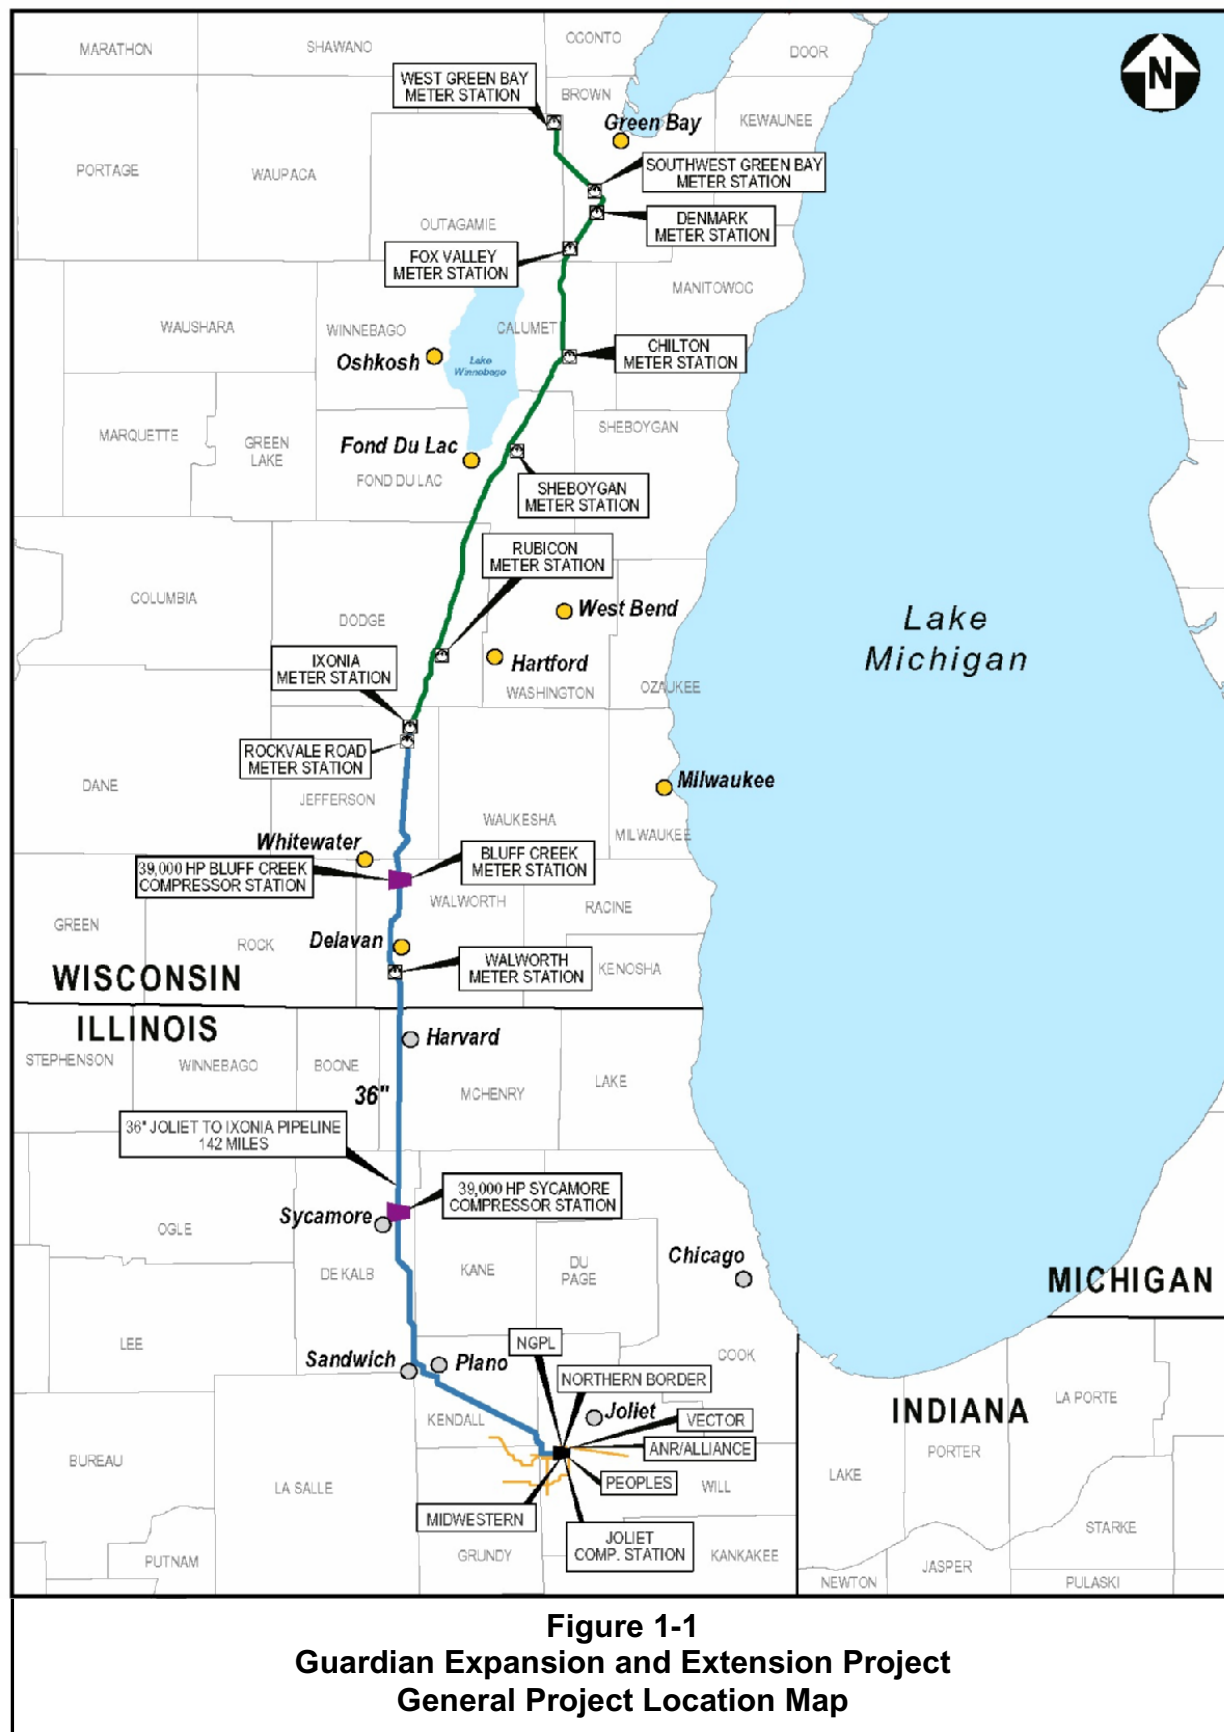 MARATHON
SHAWANO
OCONTO
DOOR
N
WEST GREEN BAY
METER STATION
BROWN
Green Bay
KEWAUNEE
PORTAGE
WAUPACA
SOUTHWEST GREEN BAY
METER STATION
OUTAGAMIE
DENMARK
METER STATION
FOX VALLEY
METER STATION
MANITOWOC
WAUSHARA
WINNEBAGO
CALUMET
Oshkosh
Lake
Winnebago
CHILTON
METER STATION
MARQUETTE
GREEN
LAKE
Fond Du Lac
FOND DU LAC
SHEBOYGAN
SHEBOYGAN
METER STATION
RUBICON
METER STATION
COLUMBIA
DODGE
West Bend
Lake
Michigan
IXONIA
METER STATION
Hartford
WASHINGTON
OZAUKEE
ROCKVALE ROAD
METER STATION
DANE
JEFFERSON
Milwaukee
WAUKESHA
MILWAUKEE
Whitewater
39,000 HP BLUFF CREEK
COMPRESSOR STATION
BLUFF CREEK
METER STATION
WALWORTH
RACINE
GREEN
ROCK
Delavan
WALWORTH
METER STATION
KENOSHA
WISCONSIN
ILLINOIS
STEPHENSON
WINNEBAGO
BOONE
Harvard
MCHENRY
LAKE
36"
36" JOLIET TO IXONIA PIPELINE
142 MILES
39,000 HP SYCAMORE
COMPRESSOR STATION
Sycamore
OGLE
DE KALB
KANE
DU
PAGE
Chicago
MICHIGAN
LEE
NGPL
Sandwich
Plano
COOK
NORTHERN BORDER
LA PORTE
KENDALL
Joliet
VECTOR
INDIANA
ANR/ALLIANCE
PORTER
BUREAU
LA SALLE
PEOPLES
WILL
LAKE
MIDWESTERN
JOLIET
COMP. STATION
STARKE
PUTNAM
GRUNDY
KANKAKEE
NEWTON
JASPER
PULASKI
Figure 1-1
Guardian Expansion and Extension Project
General Project Location Map